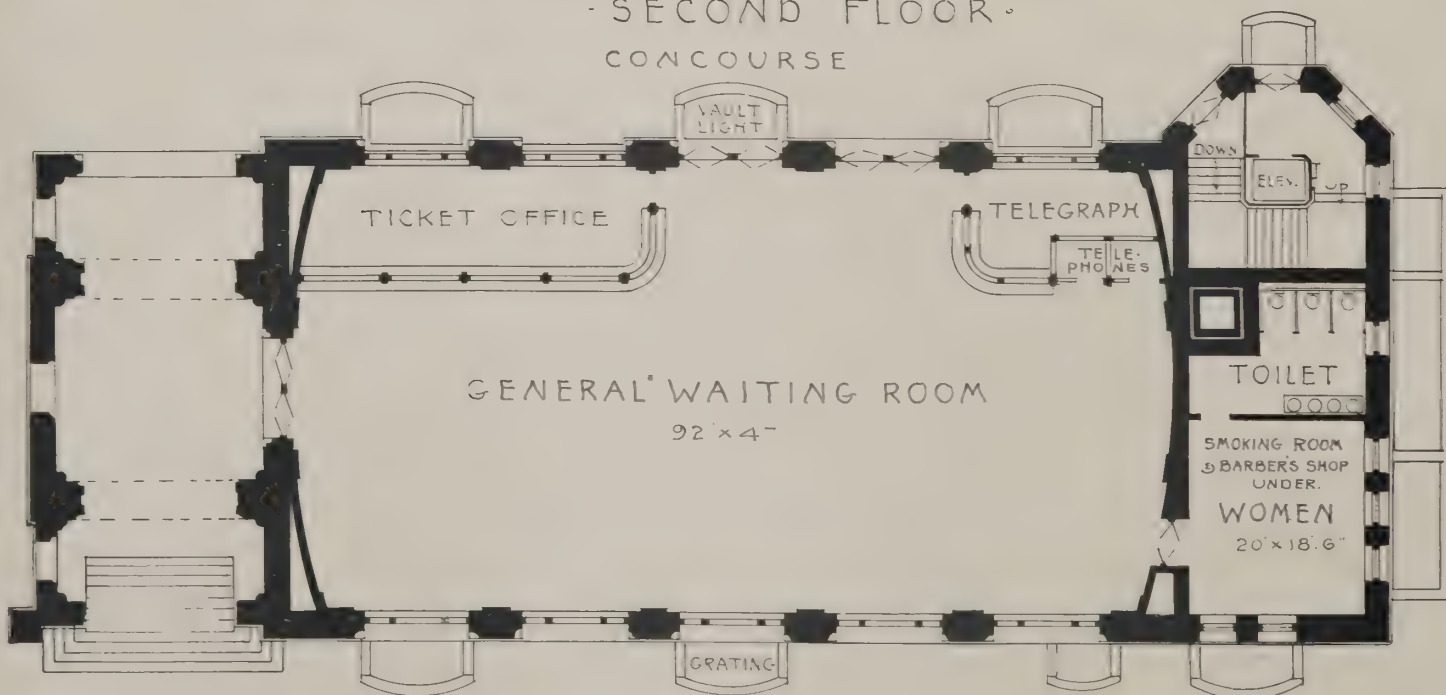 · SECOND FLOOR ·
CONCOURSE
VAULT
LIGHT
DOWN
ELEV.
UP
TICKET OFFICE
TELEGRAPH
TELE-
PHONES
GENERAL WAITING ROOM
92' × 4
TOILET
SMOKING ROOM
& BARBER'S SHOP
UNDER.
WOMEN
20' × 18'.6"
GRATING